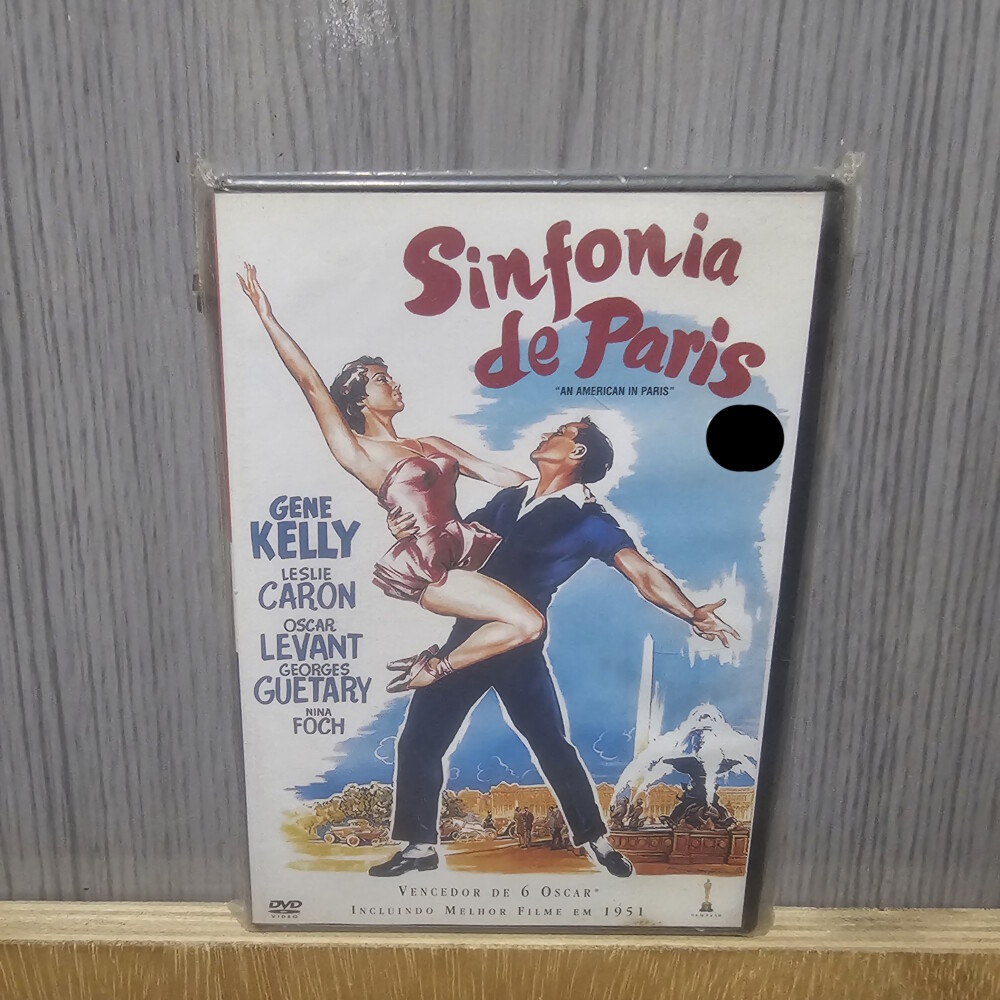 Sinfonia
de Paris
"AN AMERICAN IN PARIS"
GENE
KELLY
LESLIE
CARON
OSCAR
LEVANT
GEORGES
GUETARY
NINA
FOCH
VENCEDOR DE 6 OSCAR®
INCLUINDO MELHOR FILME EM 1951
DVD
VIDEO